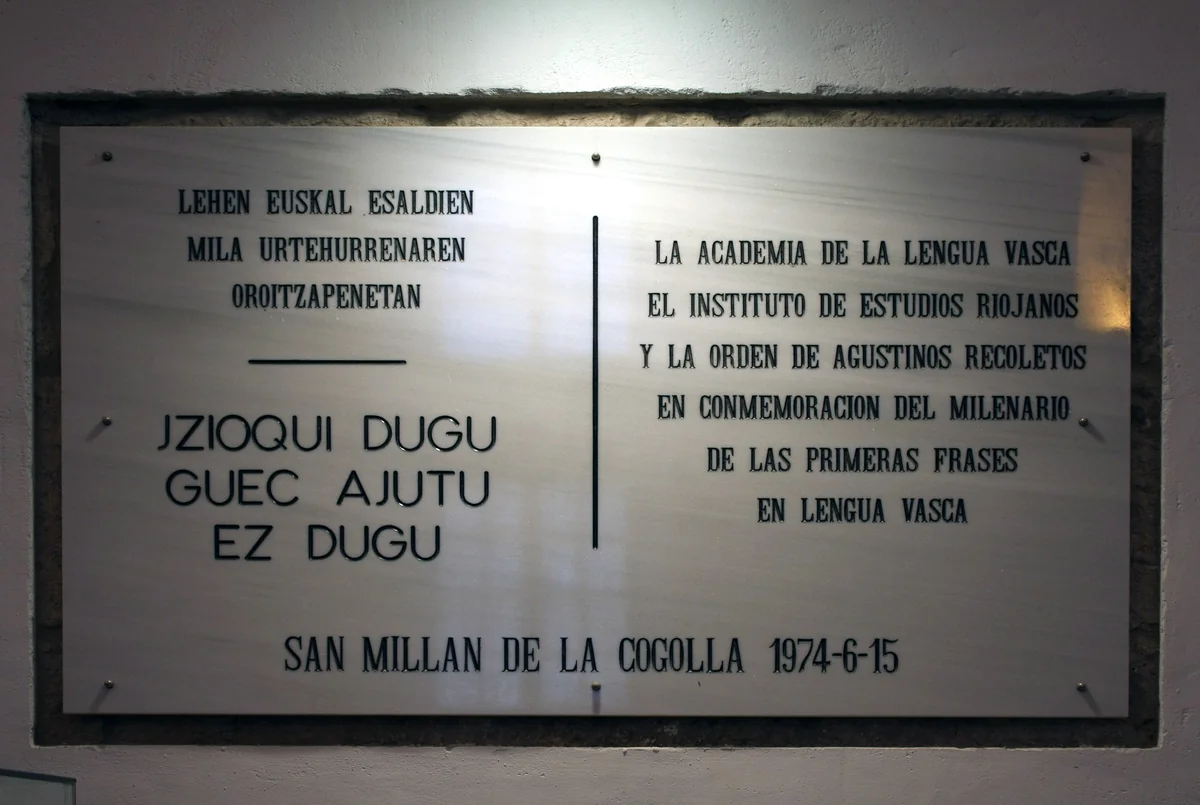 LEHEN EUSKAL ESALDIEN
MILA URTEHURRENAREN
OROITZAPENETAN
JZIOQUI DUGU
GUEC AJUTU
EZ DUGU
LA ACADEMIA DE LA LENGUA VASCA
EL INSTITUTO DE ESTUDIOS RIOJANOS
Y LA ORDEN DE AGUSTINOS RECOLETOS
EN CONMEMORACION DEL MILENARIO
DE LAS PRIMERAS FRASES
EN LENGUA VASCA
SAN MILLAN DE LA COGOLLA 1974-6-15